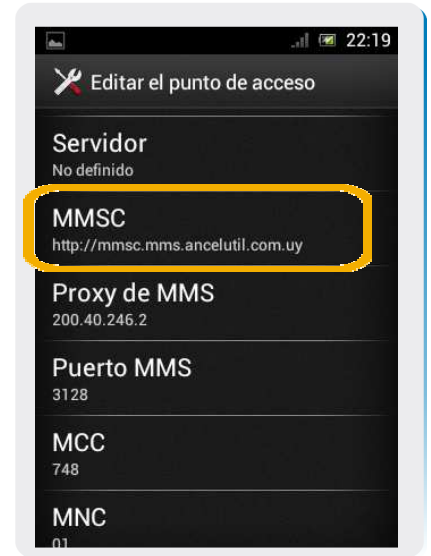 22:19
Editar el punto de acceso
Servidor
No definido
MMSC
http://mmsc.mms.ancelutil.com.uy
Proxy de MMS
200.40.246.2
Puerto MMS
3128
MCC
748
MNC
01